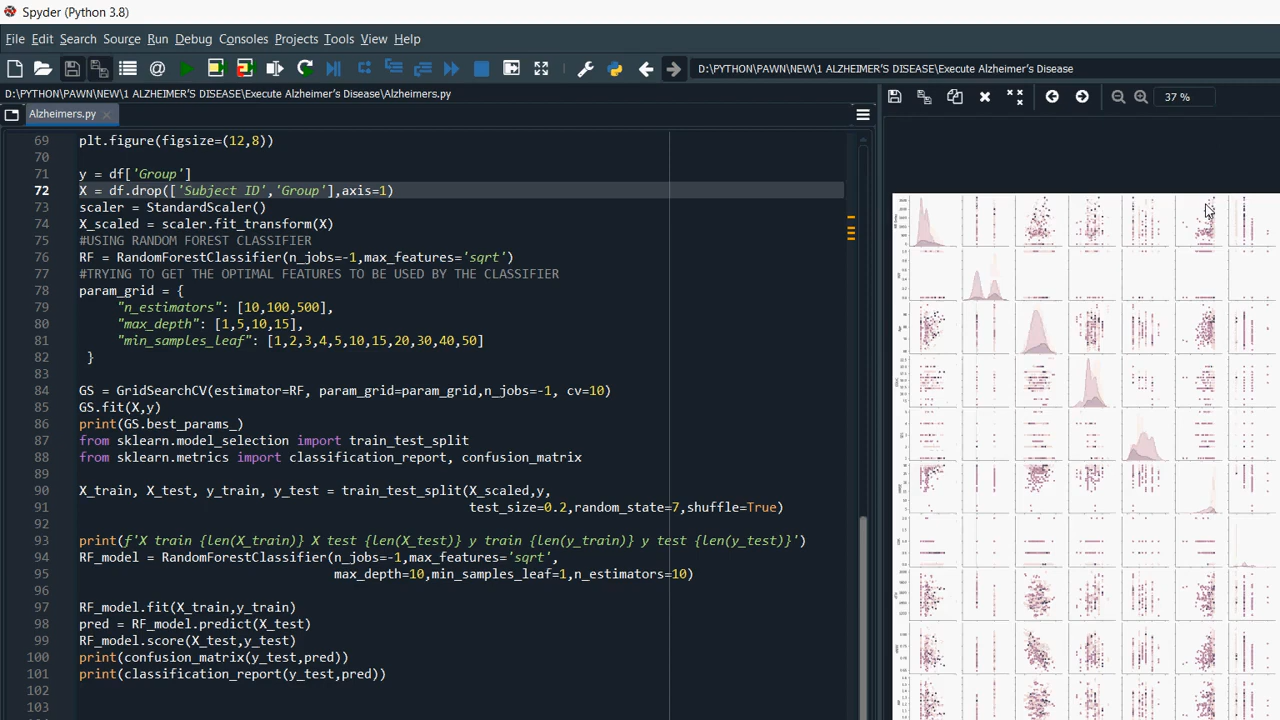 Spyder (Python 3.8)
File Edit Search Source Run Debug Consoles Projects Tools View Help
D:\PYTHON\PAWN\NEW\1 ALZHEIMER'S DISEASE\Execute Alzheimer's Disease
D:\PYTHON\PAWN\NEW\1 ALZHEIMER'S DISEASE\Execute Alzheimer's Disease\Alzheimers.py
Alzheimers.py
37 %
69 plt.figure(figsize=(12,8))
70
71 y = df['Group']
72 X = df.drop(['Subject ID','Group'],axis=1)
73 scaler = StandardScaler()
74 X_scaled = scaler.fit_transform(X)
75 #USING RANDOM FOREST CLASSIFIER
76 RF = RandomForestClassifier(n_jobs=-1,max_features='sqrt')
77 #TRYING TO GET THE OPTIMAL FEATURES TO BE USED BY THE CLASSIFIER
78 param_grid = {
79 "n_estimators": [10,100,500],
80 "max_depth": [1,5,10,15],
81 "min_samples_leaf": [1,2,3,4,5,10,15,20,30,40,50]
82 }
83
84 GS = GridSearchCV(estimator=RF, param_grid=param_grid,n_jobs=-1, cv=10)
85 GS.fit(X,y)
86 print(GS.best_params_)
87 from sklearn.model_selection import train_test_split
88 from sklearn.metrics import classification_report, confusion_matrix
89
90 X_train, X_test, y_train, y_test = train_test_split(X_scaled,y,
91 test_size=0.2,random_state=7,shuffle=True)
92
93 print(f'X train {len(X_train)} X test {len(X_test)} y train {len(y_train)} y test {len(y_test)}')
94 RF_model = RandomForestClassifier(n_jobs=-1,max_features='sqrt',
95 max_depth=10,min_samples_leaf=1,n_estimators=10)
96
97 RF_model.fit(X_train,y_train)
98 pred = RF_model.predict(X_test)
99 RF_model.score(X_test,y_test)
100 print(confusion_matrix(y_test,pred))
101 print(classification_report(y_test,pred))
102
103